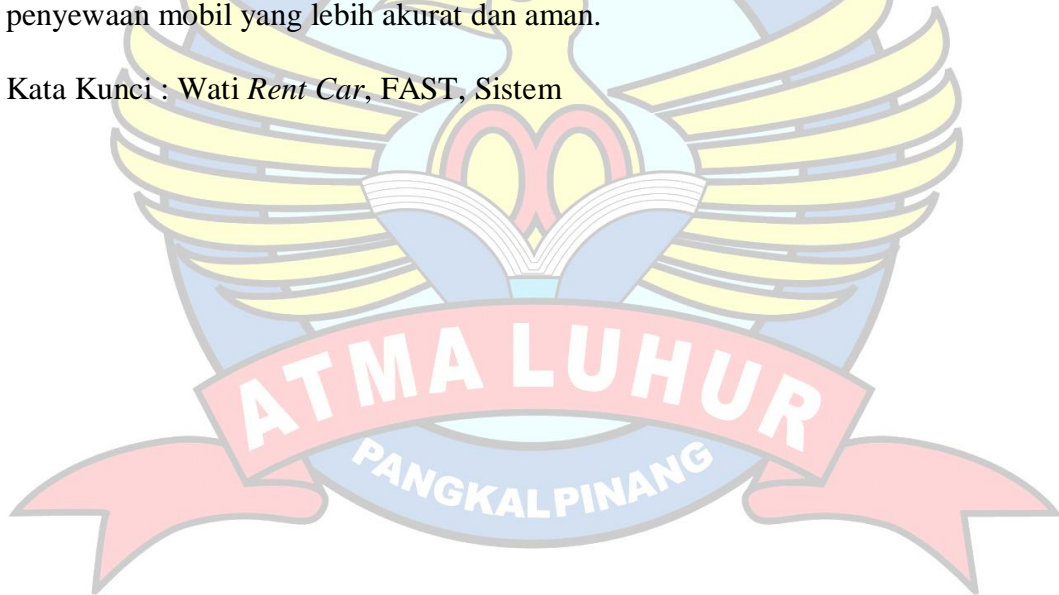 penyewaan mobil yang lebih akurat dan aman.
Kata Kunci : Wati Rent Car, FAST, Sistem
ATMA LUHUR
PANGKALPINANG